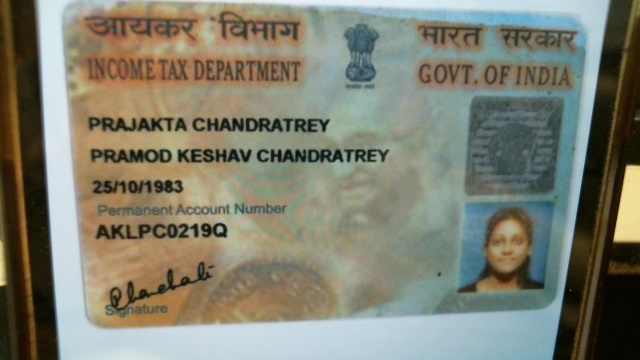 आयकर विभाग
भारत सरकार
INCOME TAX DEPARTMENT
GOVT. OF INDIA
PRAJAKTA CHANDRATREY
PRAMOD KESHAV CHANDRATREY
25/10/1983
Permanent Account Number
AKLPC0219Q
Signature